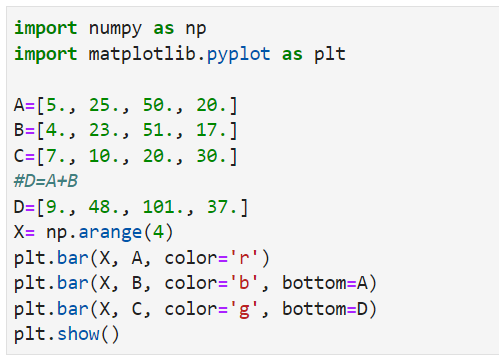 import numpy as np
import matplotlib.pyplot as plt
A=[5., 25., 50., 20.]
B=[4., 23., 51., 17.]
C=[7., 10., 20., 30.]
#D=A+B
D=[9., 48., 101., 37.]
X= np.arange(4)
plt.bar(X, A, color='r')
plt.bar(X, B, color='b', bottom=A)
plt.bar(X, C, color='g', bottom=D)
plt.show()